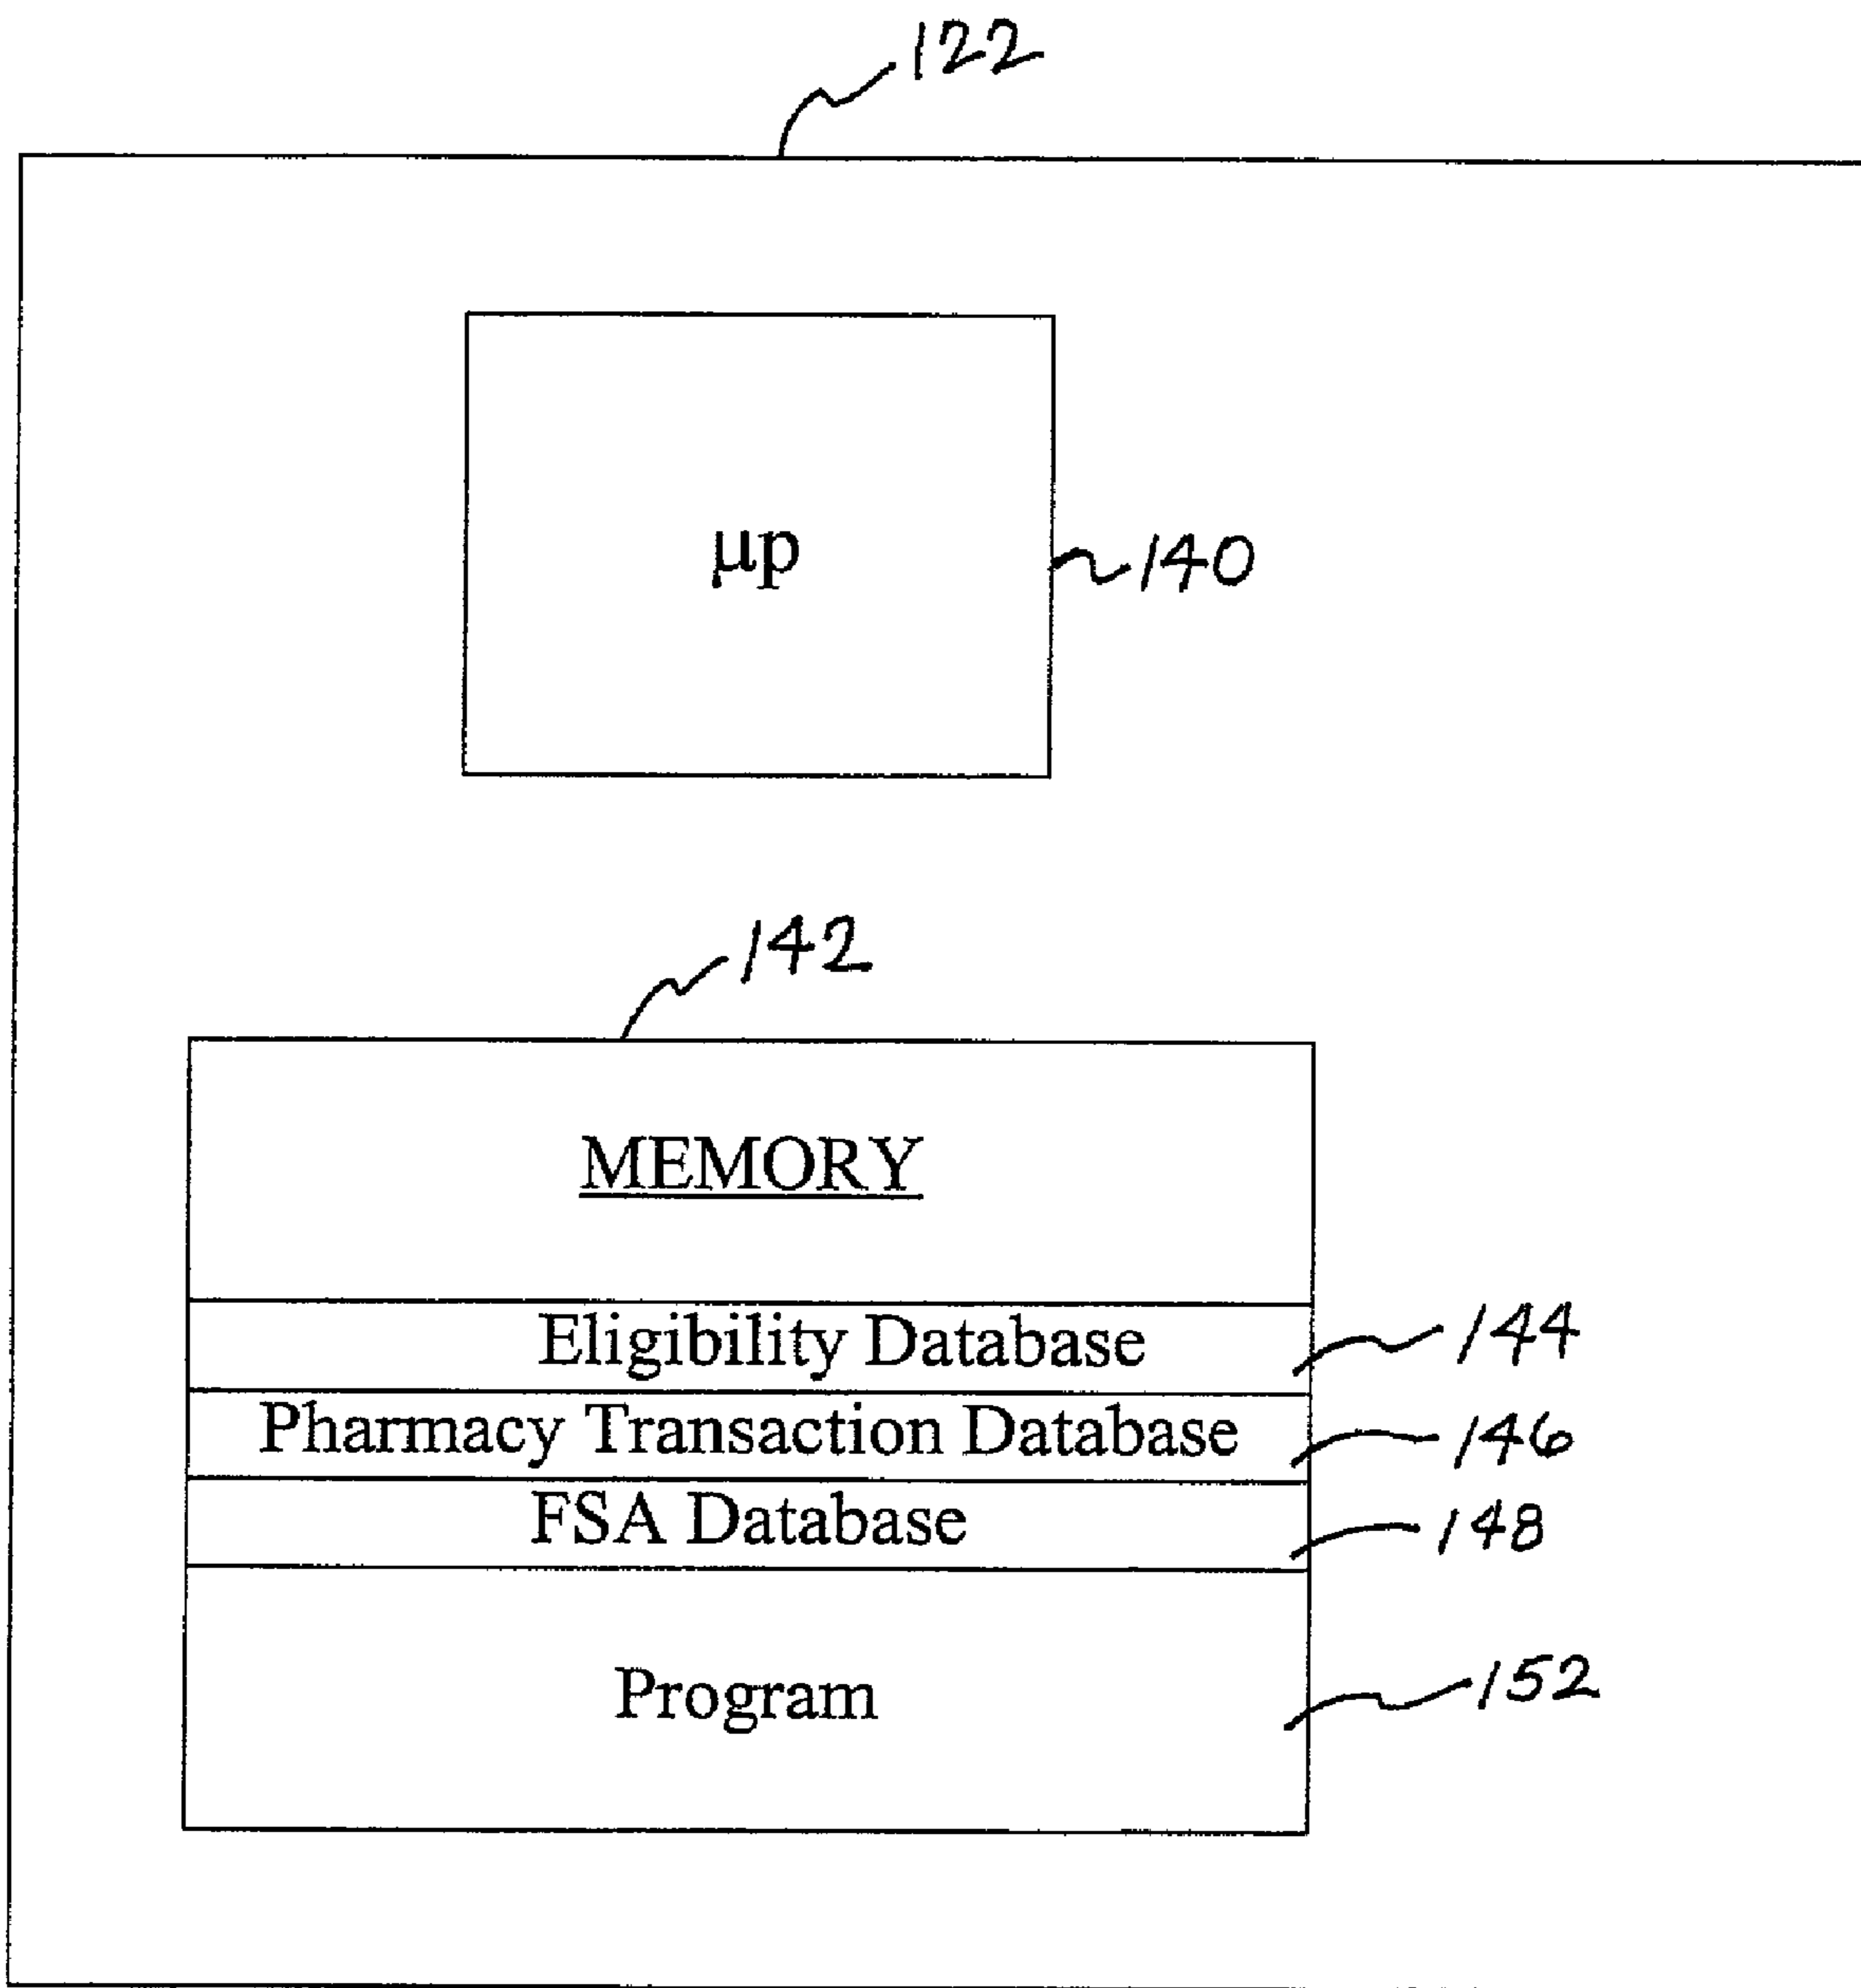 122
µp
140
142
MEMORY
Eligibility Database
144
Pharmacy Transaction Database
146
FSA Database
148
Program
152